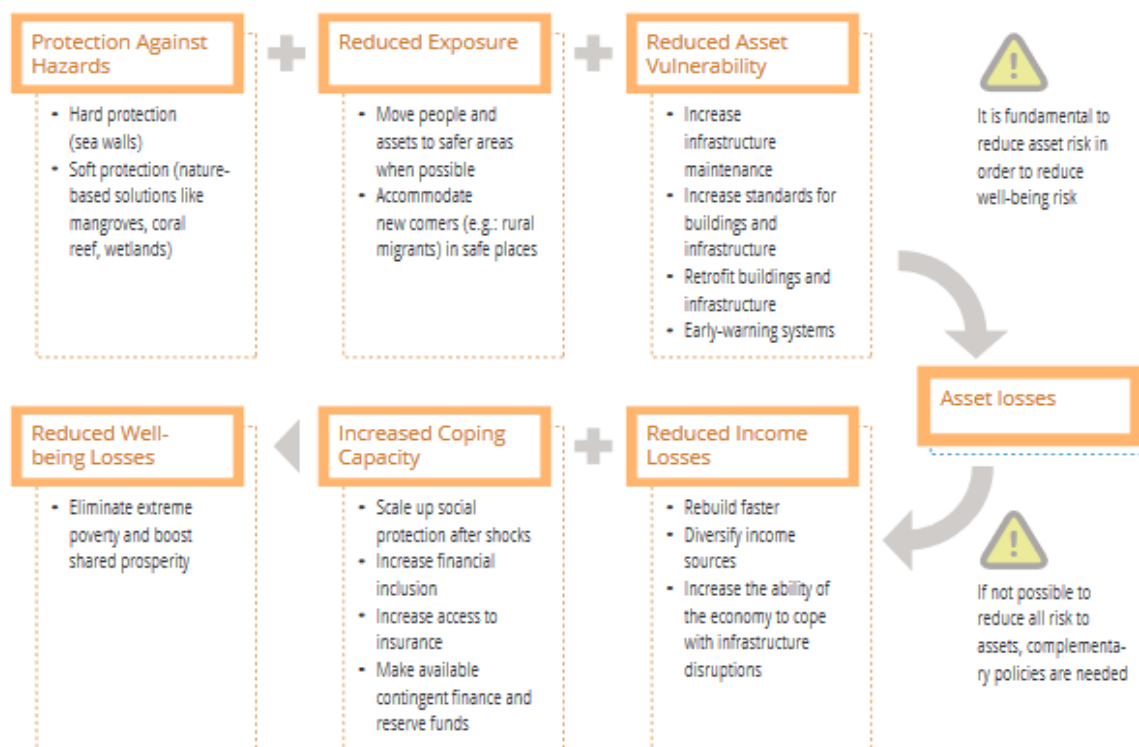 Protection Against
Hazards
- Hard protection
(sea walls)
- Soft protection (nature-
based solutions like
mangroves, coral
reef, wetlands)
Reduced Exposure
- Move people and
assets to safer areas
when possible
- Accommodate
new comers (e.g.: rural
migrants) in safe places
Reduced Asset
Vulnerability
- Increase
infrastructure
maintenance
- Increase standards for
buildings and
infrastructure
- Retrofit buildings and
infrastructure
- Early-warning systems
!
It is fundamental to
reduce asset risk in
order to reduce
well-being risk
Asset losses
!
If not possible to
reduce all risk to
assets, complementa-
ry policies are needed
Reduced Income
Losses
- Rebuild faster
- Diversify income
sources
- Increase the ability of
the economy to cope
with infrastructure
disruptions
Increased Coping
Capacity
- Scale up social
protection after shocks
- Increase financial
inclusion
- Increase access to
insurance
- Make available
contingent finance and
reserve funds
Reduced Well-
being Losses
- Eliminate extreme
poverty and boost
shared prosperity